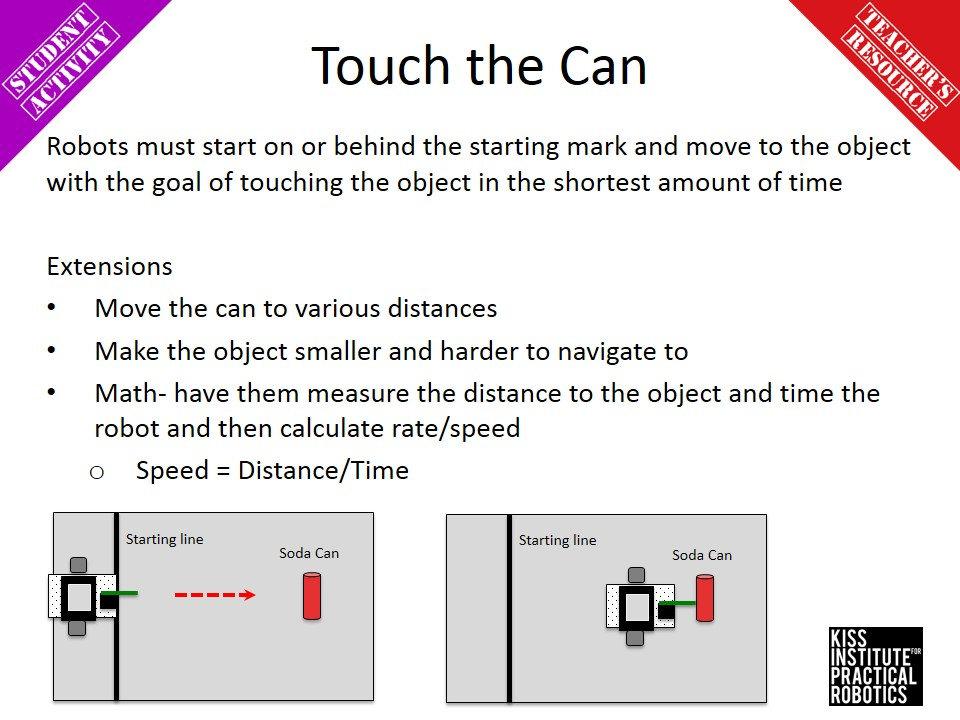 STUDENT
ACTIVITY
TEACHER'S
RESOURCE
Touch the Can
Robots must start on or behind the starting mark and move to the object
with the goal of touching the object in the shortest amount of time
Extensions
• Move the can to various distances
• Make the object smaller and harder to navigate to
• Math- have them measure the distance to the object and time the
robot and then calculate rate/speed
o Speed = Distance/Time
Starting line
Soda Can
Starting line
Soda Can
KISS
INSTITUTE FOR
PRACTICAL
ROBOTICS